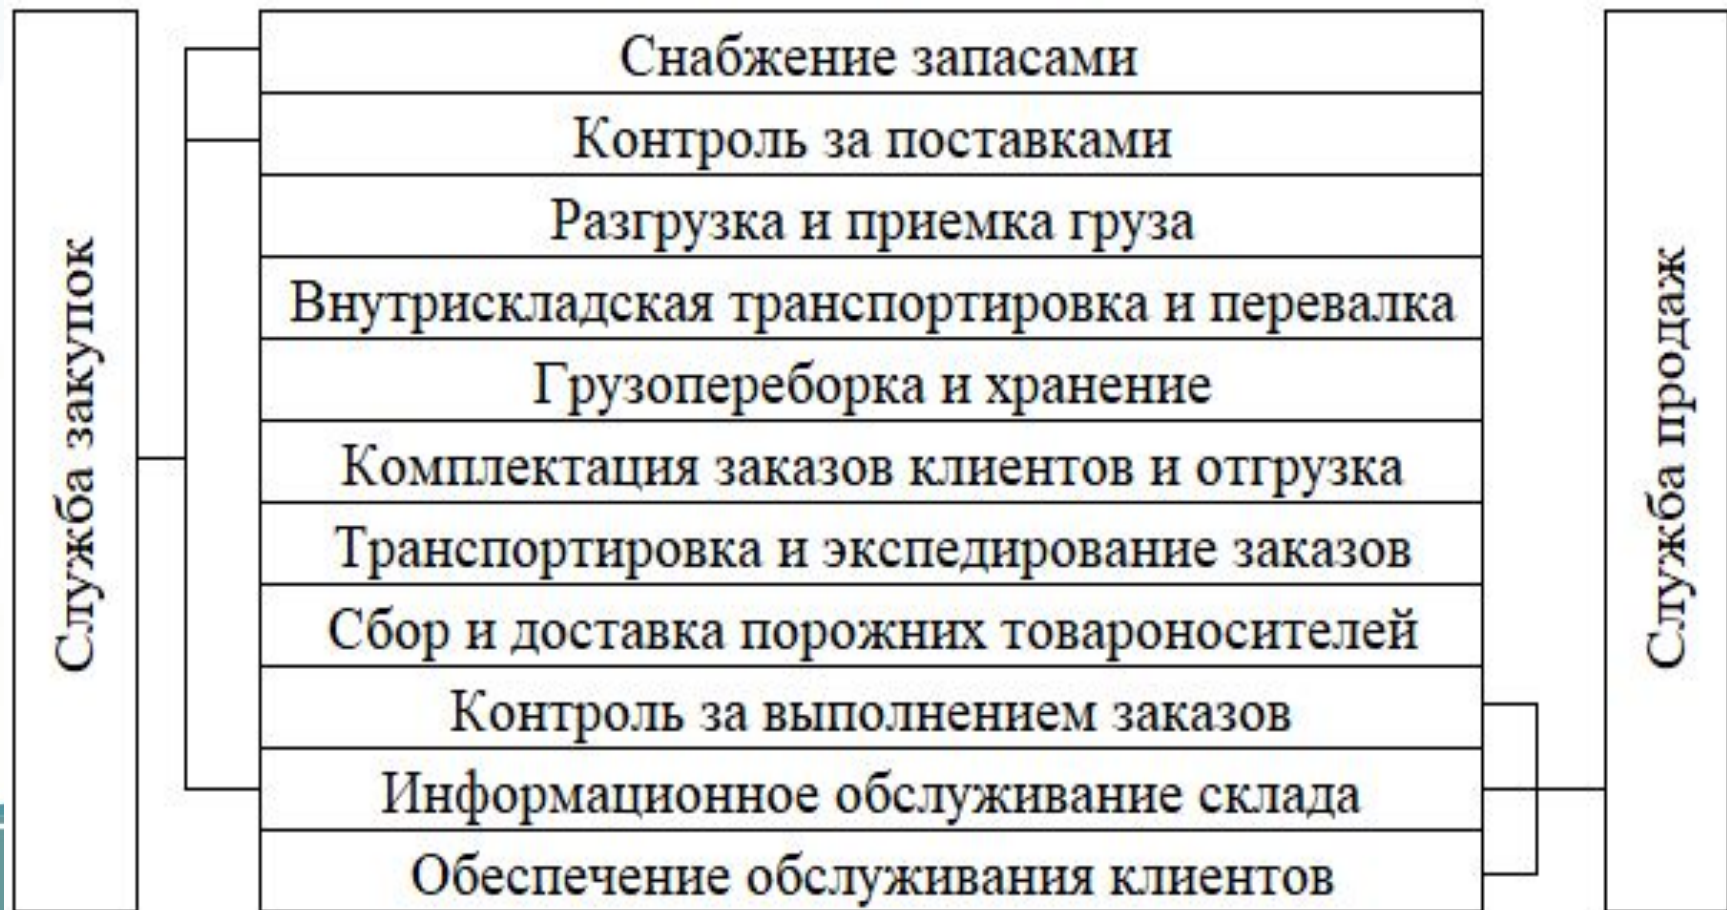 Служба закупок
Снабжение запасами
Контроль за поставками
Разгрузка и приемка груза
Внутрискладская транспортировка и перевалка
Грузопереборка и хранение
Комплектация заказов клиентов и отгрузка
Транспортировка и экспедирование заказов
Сбор и доставка порожних товароносителей
Контроль за выполнением заказов
Информационное обслуживание склада
Обеспечение обслуживания клиентов
Служба продаж